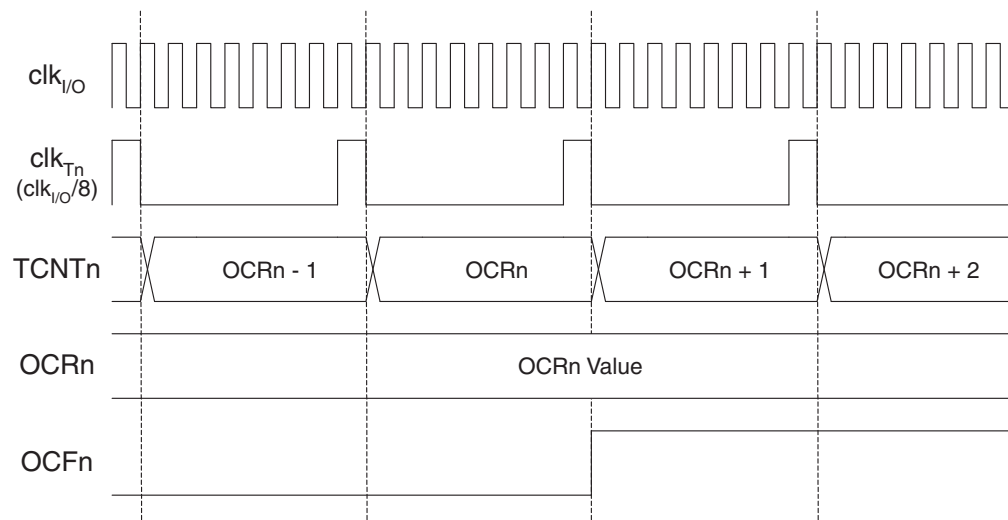 clkI/O
clkTn
(clkI/O/8)
TCNTn
OCRn - 1
OCRn
OCRn + 1
OCRn + 2
OCRn
OCRn Value
OCFn